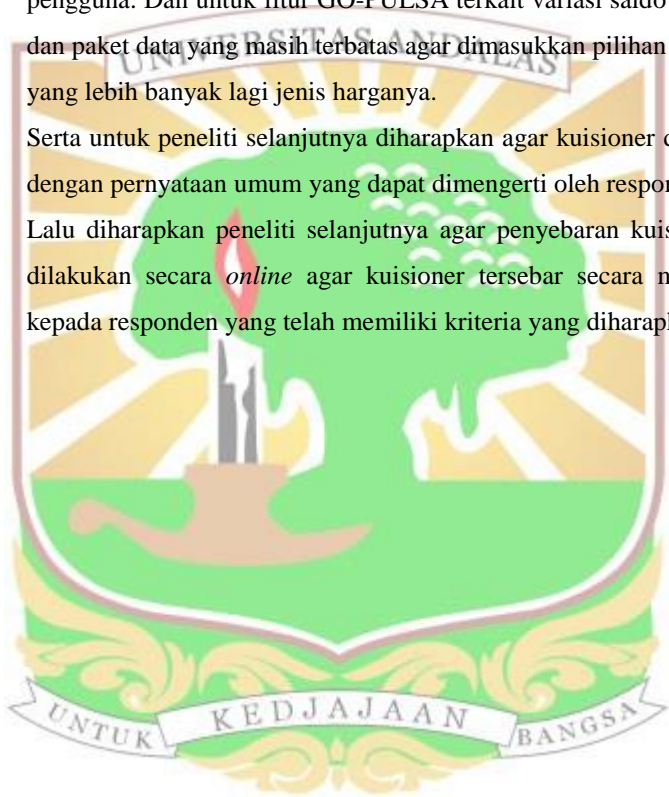 pengguna. Dan untuk fitur GO-PULSA terkait variasi saldo
dan paket data yang masih terbatas agar dimasukkan pilihan
yang lebih banyak lagi jenis harganya.
Serta untuk peneliti selanjutnya diharapkan agar kuisioner
dengan pernyataan umum yang dapat dimengerti oleh
Lalu diharapkan peneliti selanjutnya agar penyebaran
dilakukan secara online agar kuisioner tersebar secara
kepada responden yang telah memiliki kriteria yang
UNIVERSITAS ANDALAS
UNTUK KEDJAJAAN BANGSA